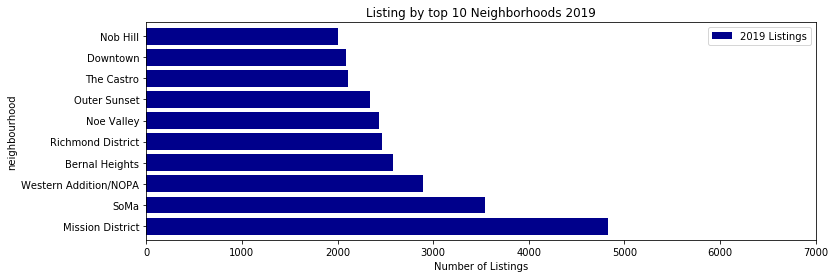 Listing by top 10 Neighborhoods 2019
2019 Listings
neighbourhood
Nob Hill
Downtown
The Castro
Outer Sunset
Noe Valley
Richmond District
Bernal Heights
Western Addition/NOPA
SoMa
Mission District
0 1000 2000 3000 4000 5000 6000 7000
Number of Listings